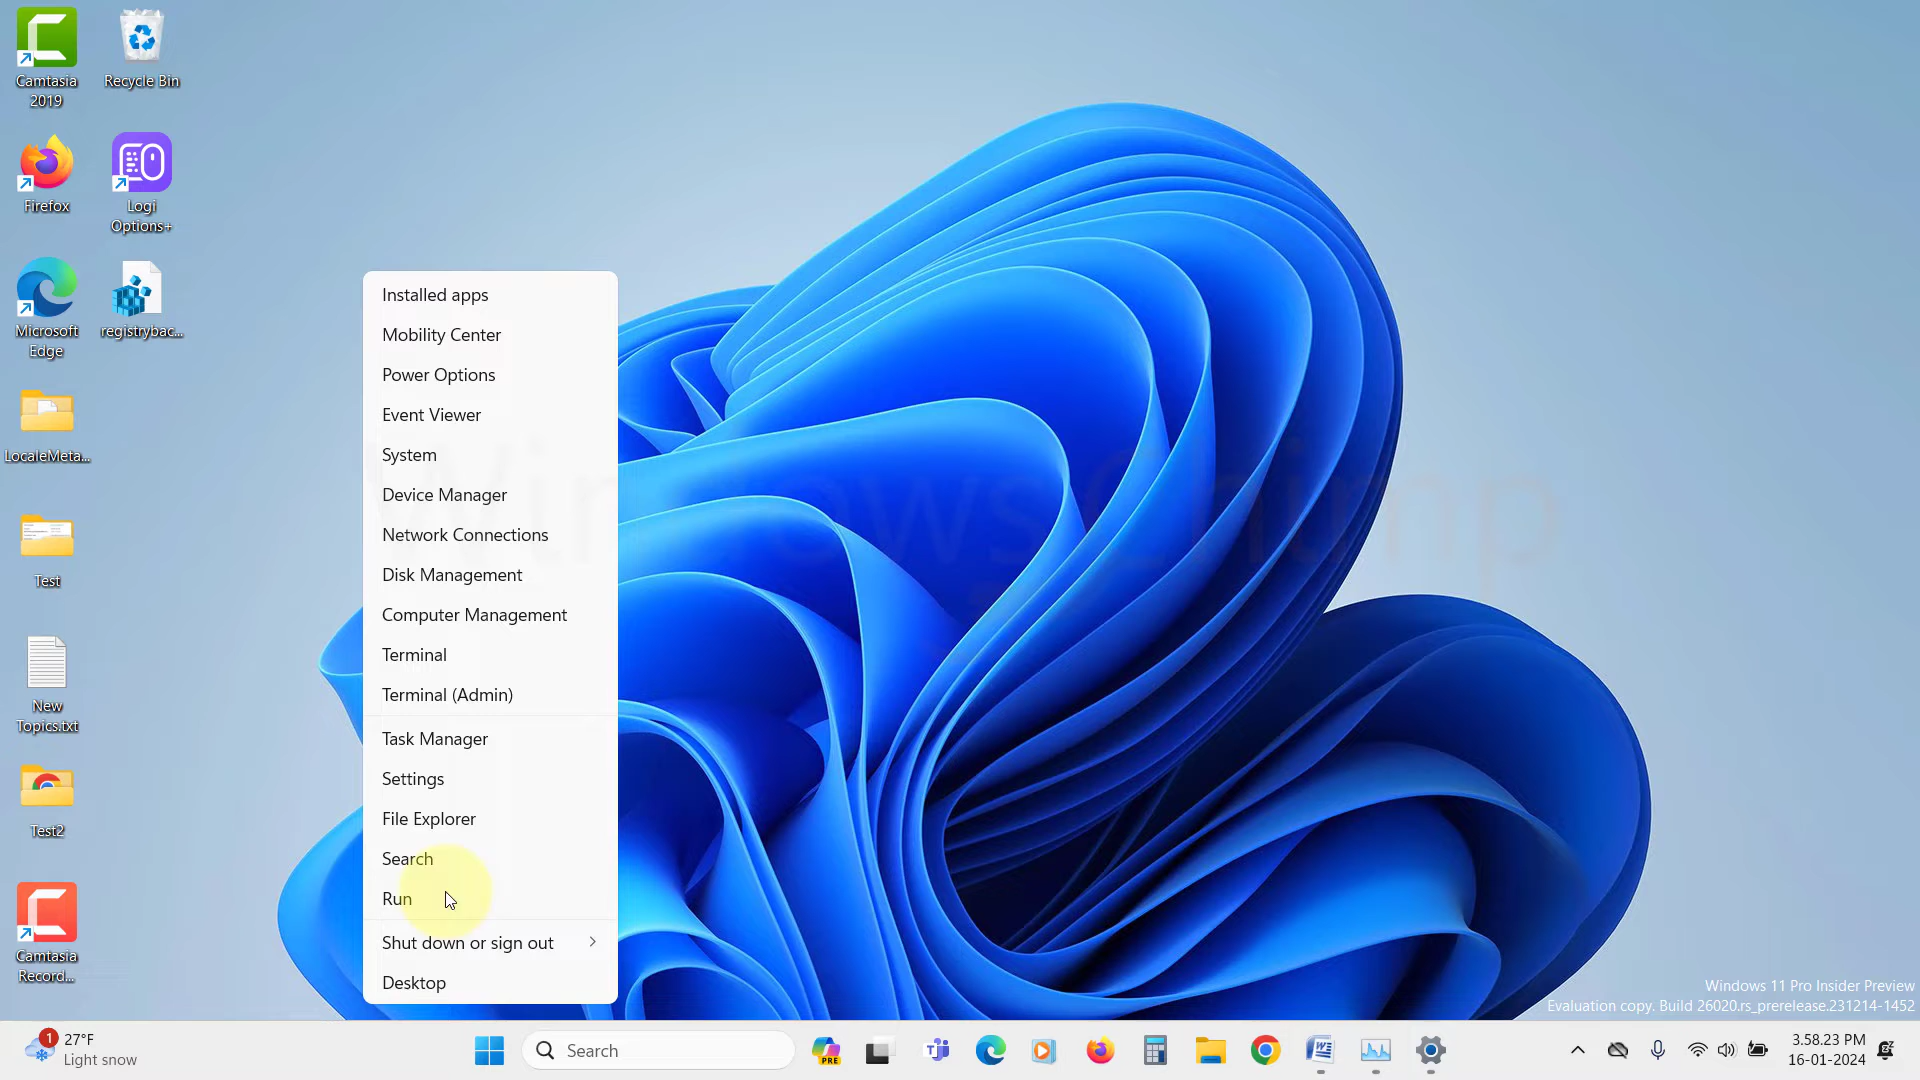 Camtasia
2019
Recycle Bin
Firefox
Logi
Options+
Microsoft
Edge
registrybac...
LocaleMeta...
Test
New
Topics.txt
Test2
Camtasia
Record...
Installed apps
Mobility Center
Power Options
Event Viewer
System
Device Manager
Network Connections
Disk Management
Computer Management
Terminal
Terminal (Admin)
Task Manager
Settings
File Explorer
Search
Run
Shut down or sign out
Desktop
WindowsChimp
Windows 11 Pro Insider Preview
Evaluation copy. Build 26020.rs_prerelease.231214-1452
1
27°F
Light snow
Search
PRE
3.58.23 PM
16-01-2024